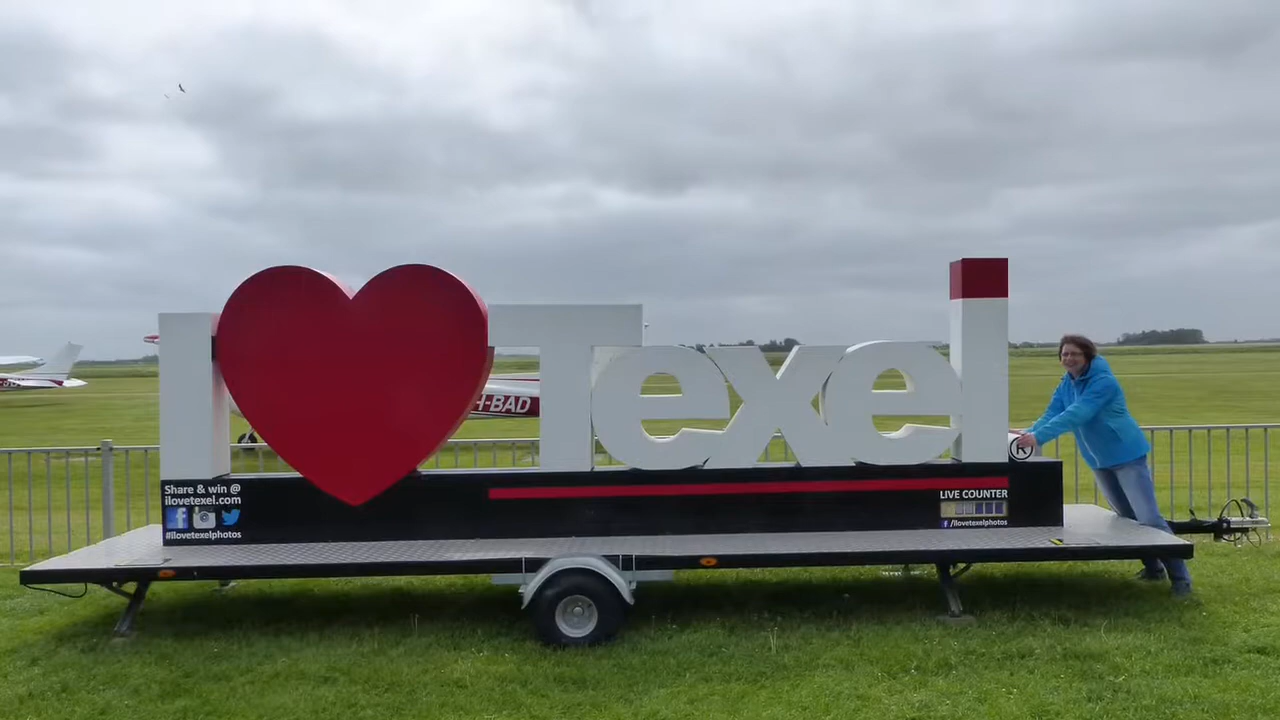 I Texel
®
H-BAD
Share & win @
ilovetexel.com
#ilovetexelphotos
LIVE COUNTER
f /ilovetexelphotos